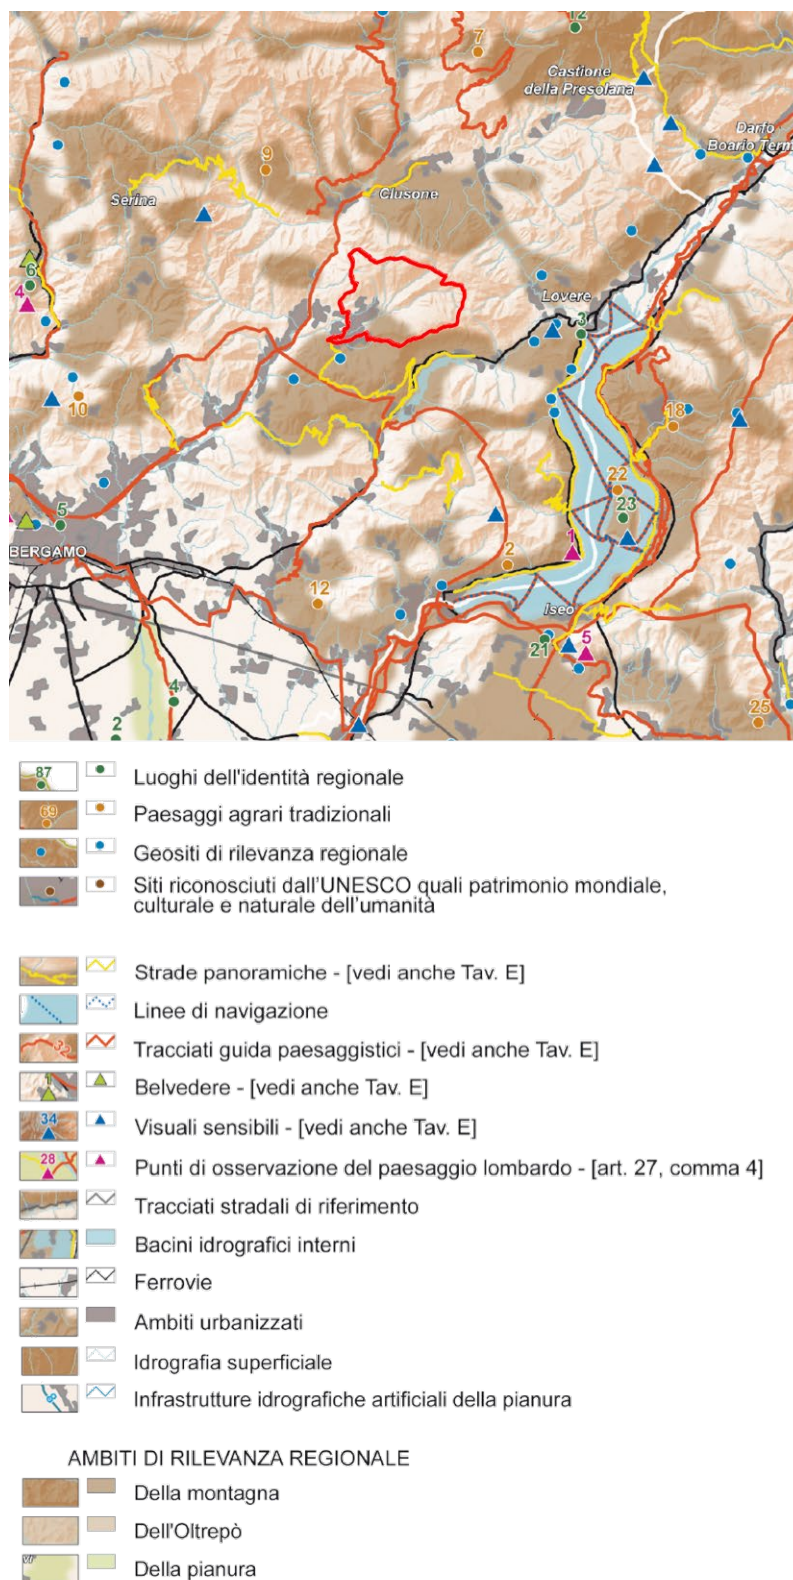 12
7
Castione
della Presolana
Darfo
Boario Term
9
Serina
Clusone
6
4
Lovere
3
10
18
22
23
5
BERGAMO
1
2
12
Iseo
21
5
4
25
2
87
Luoghi dell'identità regionale
69
Paesaggi agrari tradizionali
Geositi di rilevanza regionale
Siti riconosciuti dall'UNESCO quali patrimonio mondiale,
culturale e naturale dell'umanità
Strade panoramiche - [vedi anche Tav. E]
Linee di navigazione
32
Tracciati guida paesaggistici - [vedi anche Tav. E]
1
Belvedere - [vedi anche Tav. E]
34
Visuali sensibili - [vedi anche Tav. E]
28
Punti di osservazione del paesaggio lombardo - [art. 27, comma 4]
Tracciati stradali di riferimento
Bacini idrografici interni
Ferrovie
Ambiti urbanizzati
Idrografia superficiale
Infrastrutture idrografiche artificiali della pianura
AMBITI DI RILEVANZA REGIONALE
Della montagna
Dell'Oltrepò
Della pianura